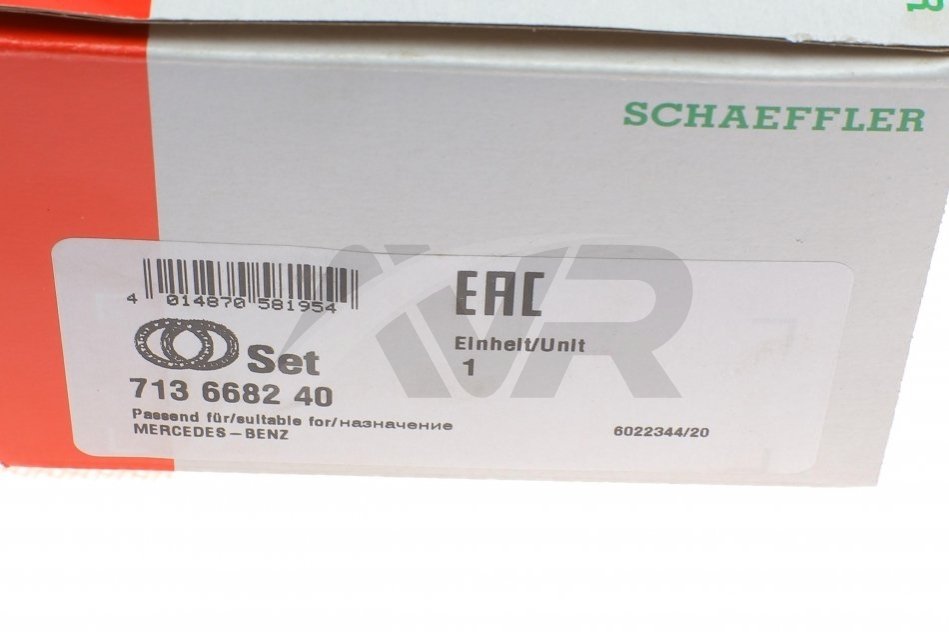 SCHAEFFLER
4 014870 581954
EAC
Set
Einheit/Unit
1
713 6682 40
Passend für/suitable for/назначение
MERCEDES-BENZ
6022344/20
AVR